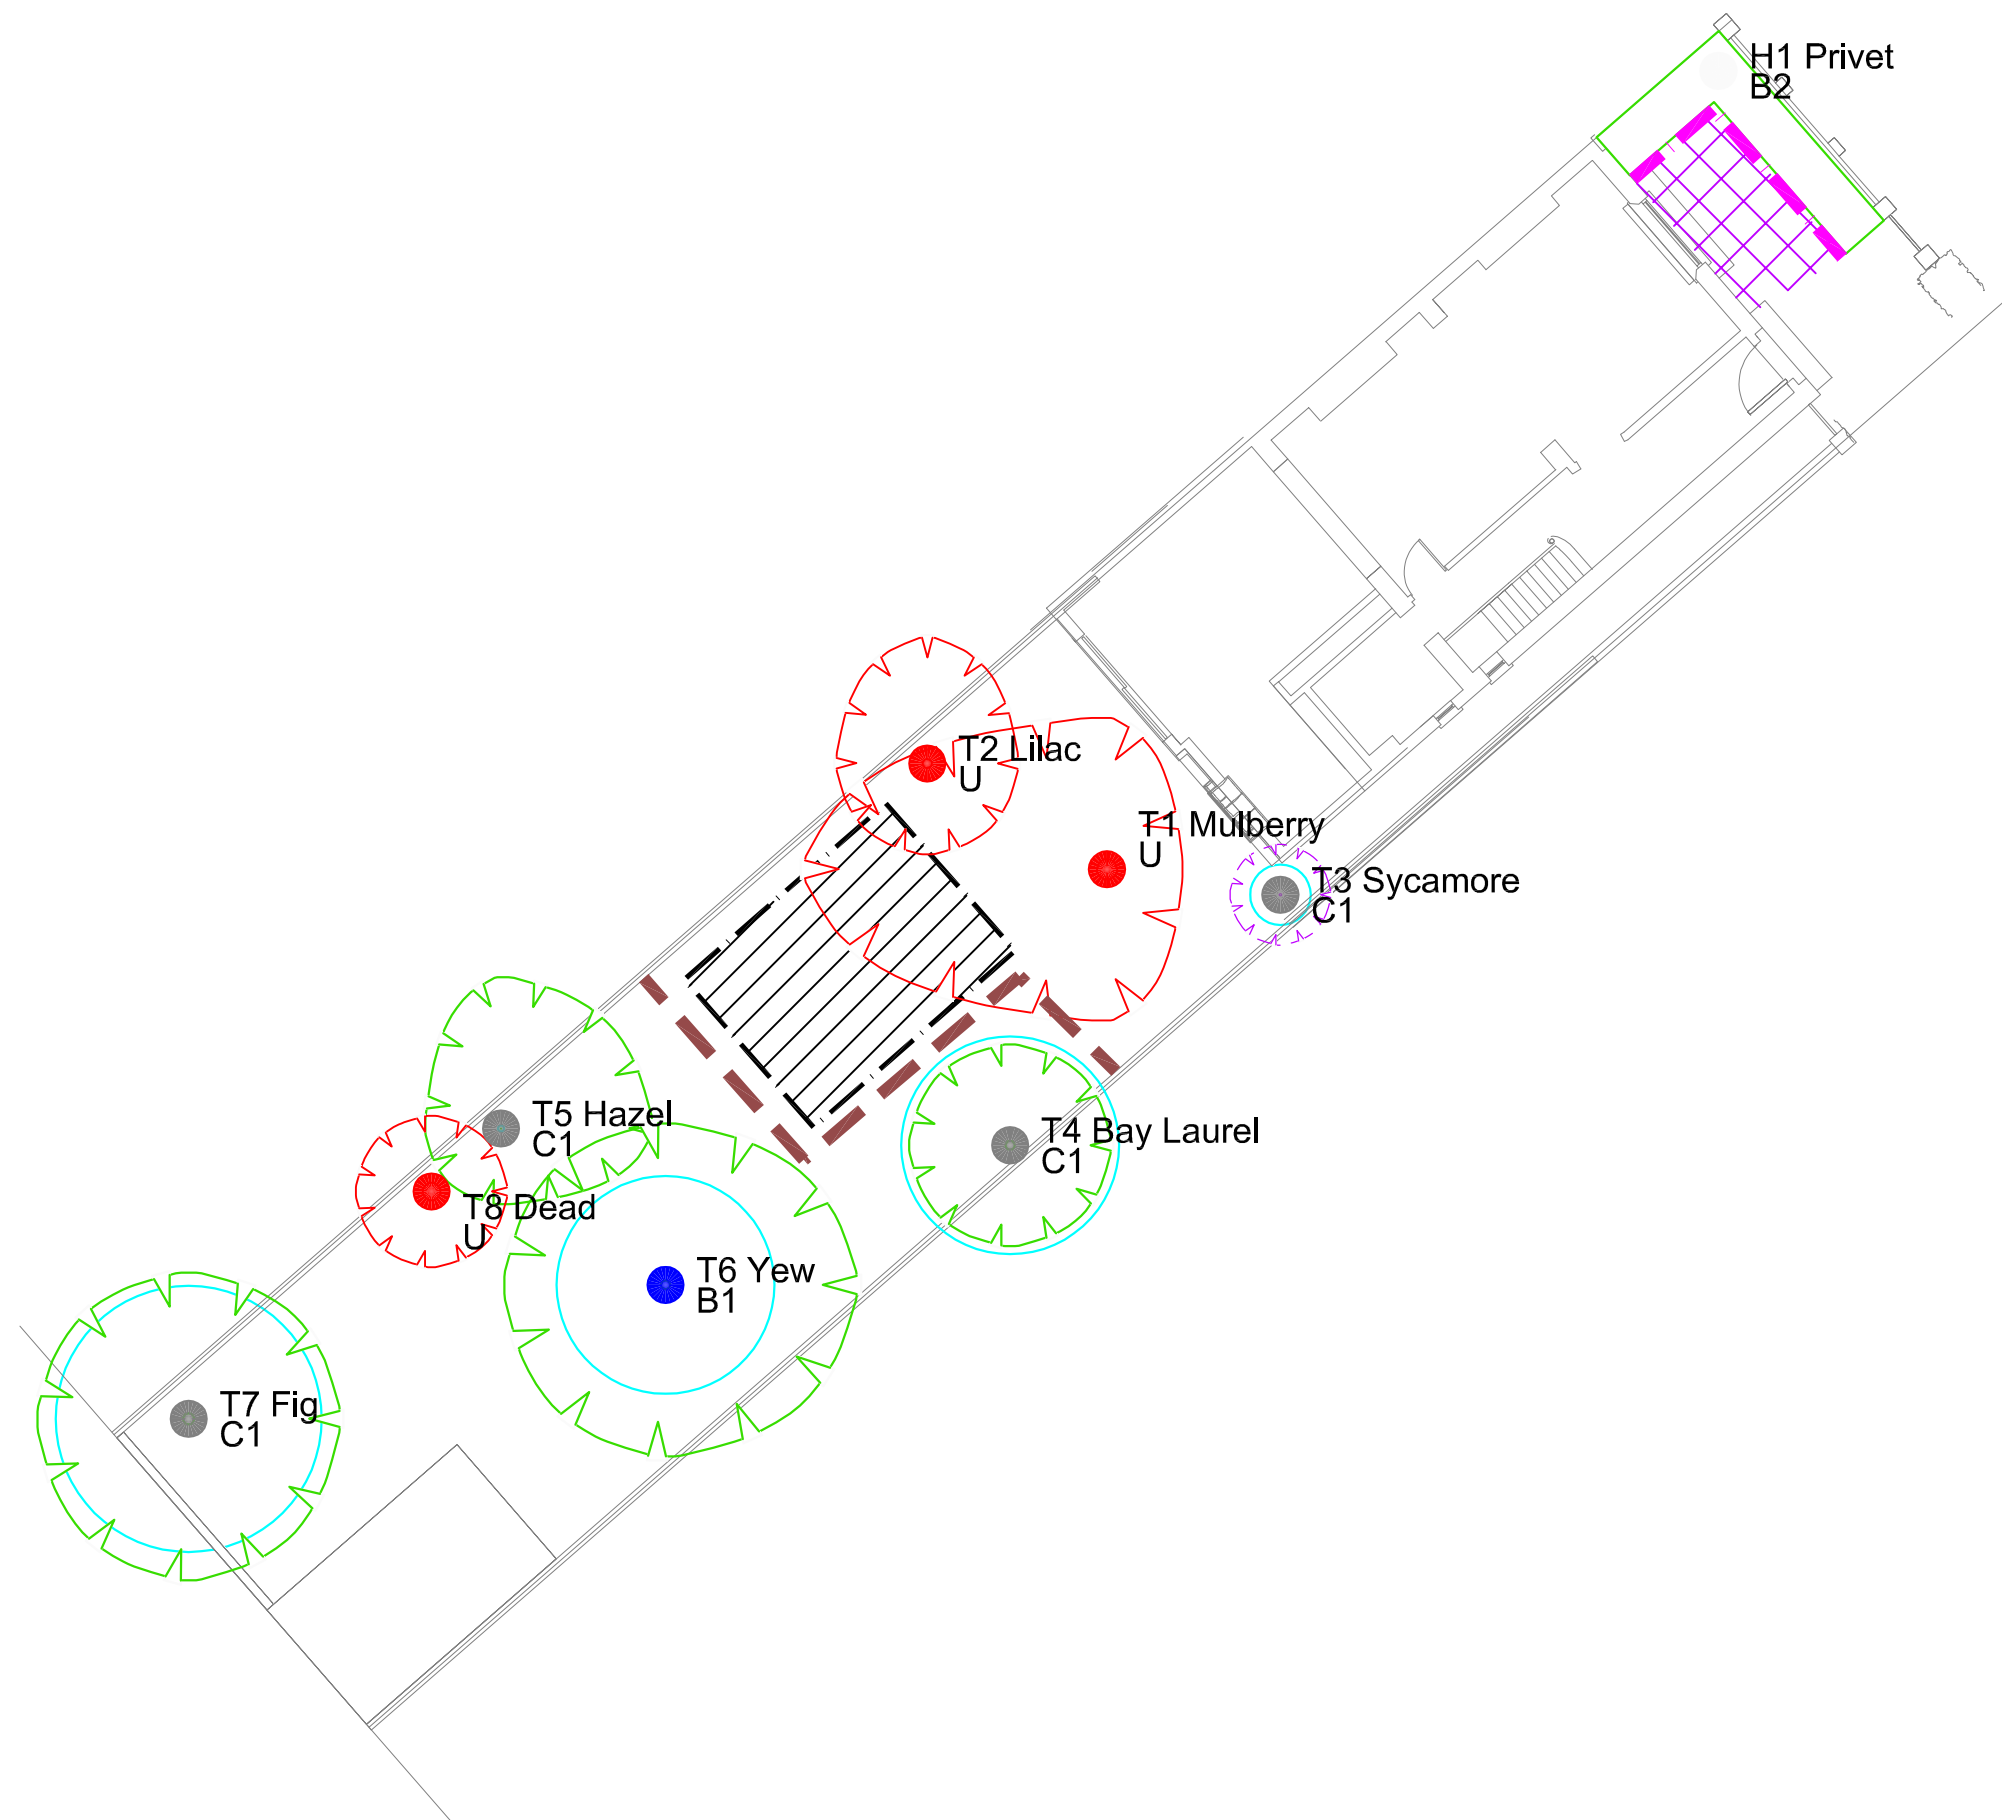 H1 Privet
B2
T2 Lilac
U
T1 Mulberry
U
T3 Sycamore
C1
T5 Hazel
C1
T4 Bay Laurel
C1
T8 Dead
U
T6 Yew
B1
T7 Fig
C1